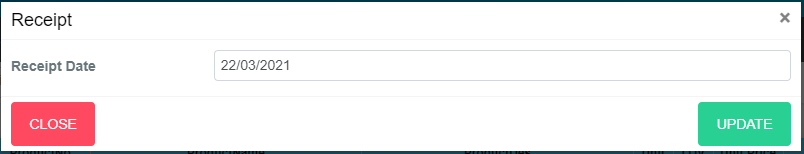 Receipt ×
Receipt Date 22/03/2021
CLOSE UPDATE